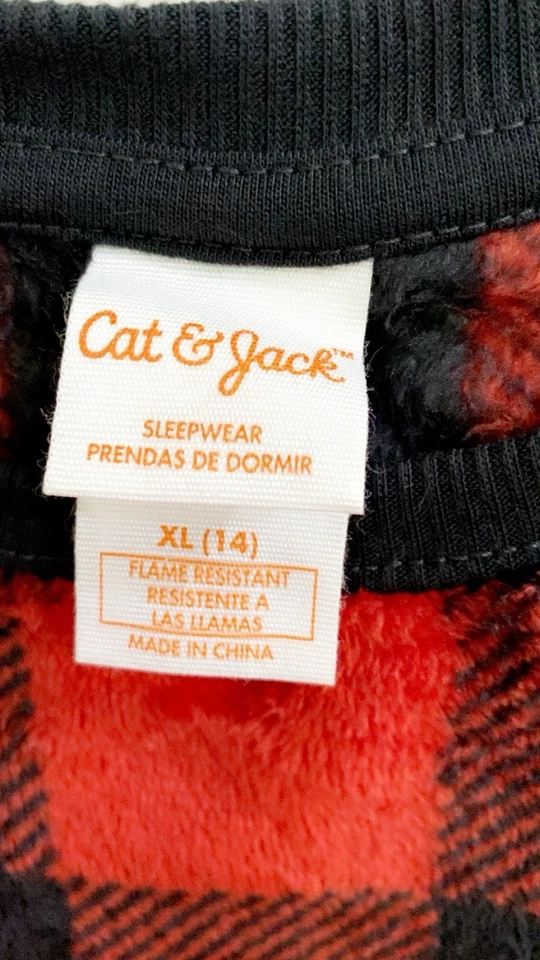 Cat & Jack™
SLEEPWEAR
PRENDAS DE DORMIR
XL (14)
FLAME RESISTANT
RESISTENTE A
LAS LLAMAS
MADE IN CHINA